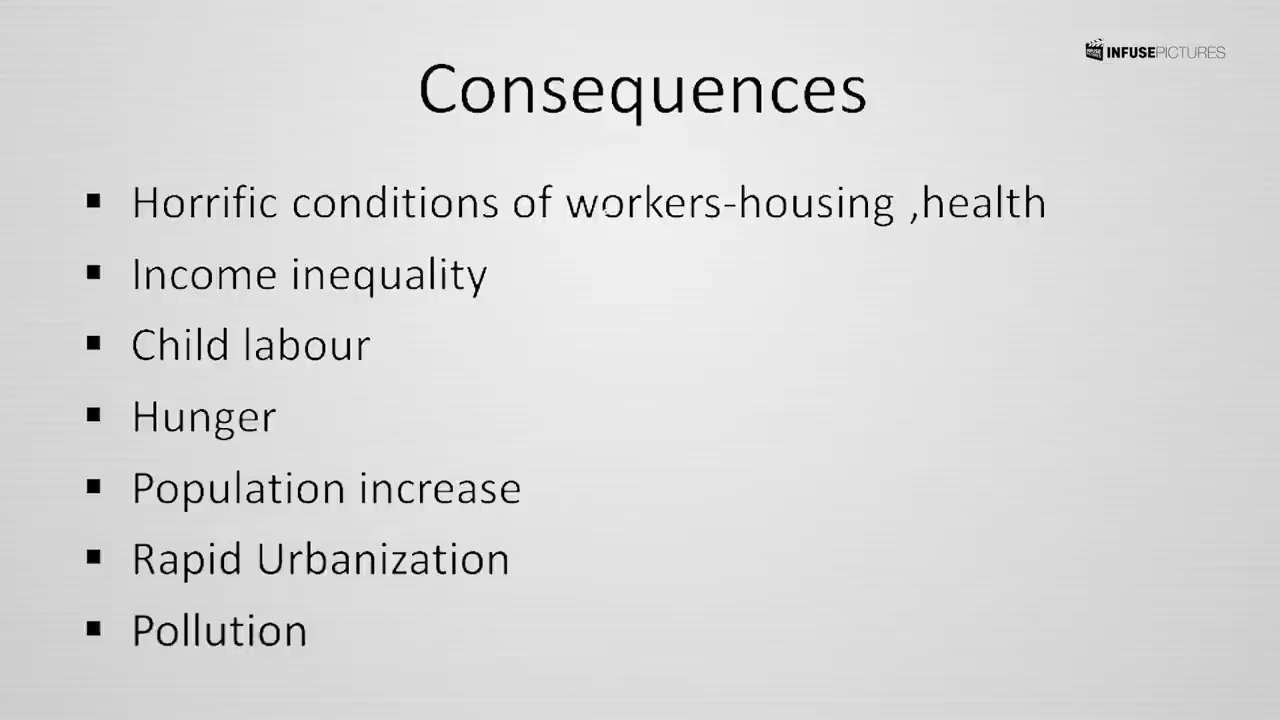 INFUSEPICTURES
Consequences
▪ Horrific conditions of workers-housing ,health
▪ Income inequality
▪ Child labour
▪ Hunger
▪ Population increase
▪ Rapid Urbanization
▪ Pollution